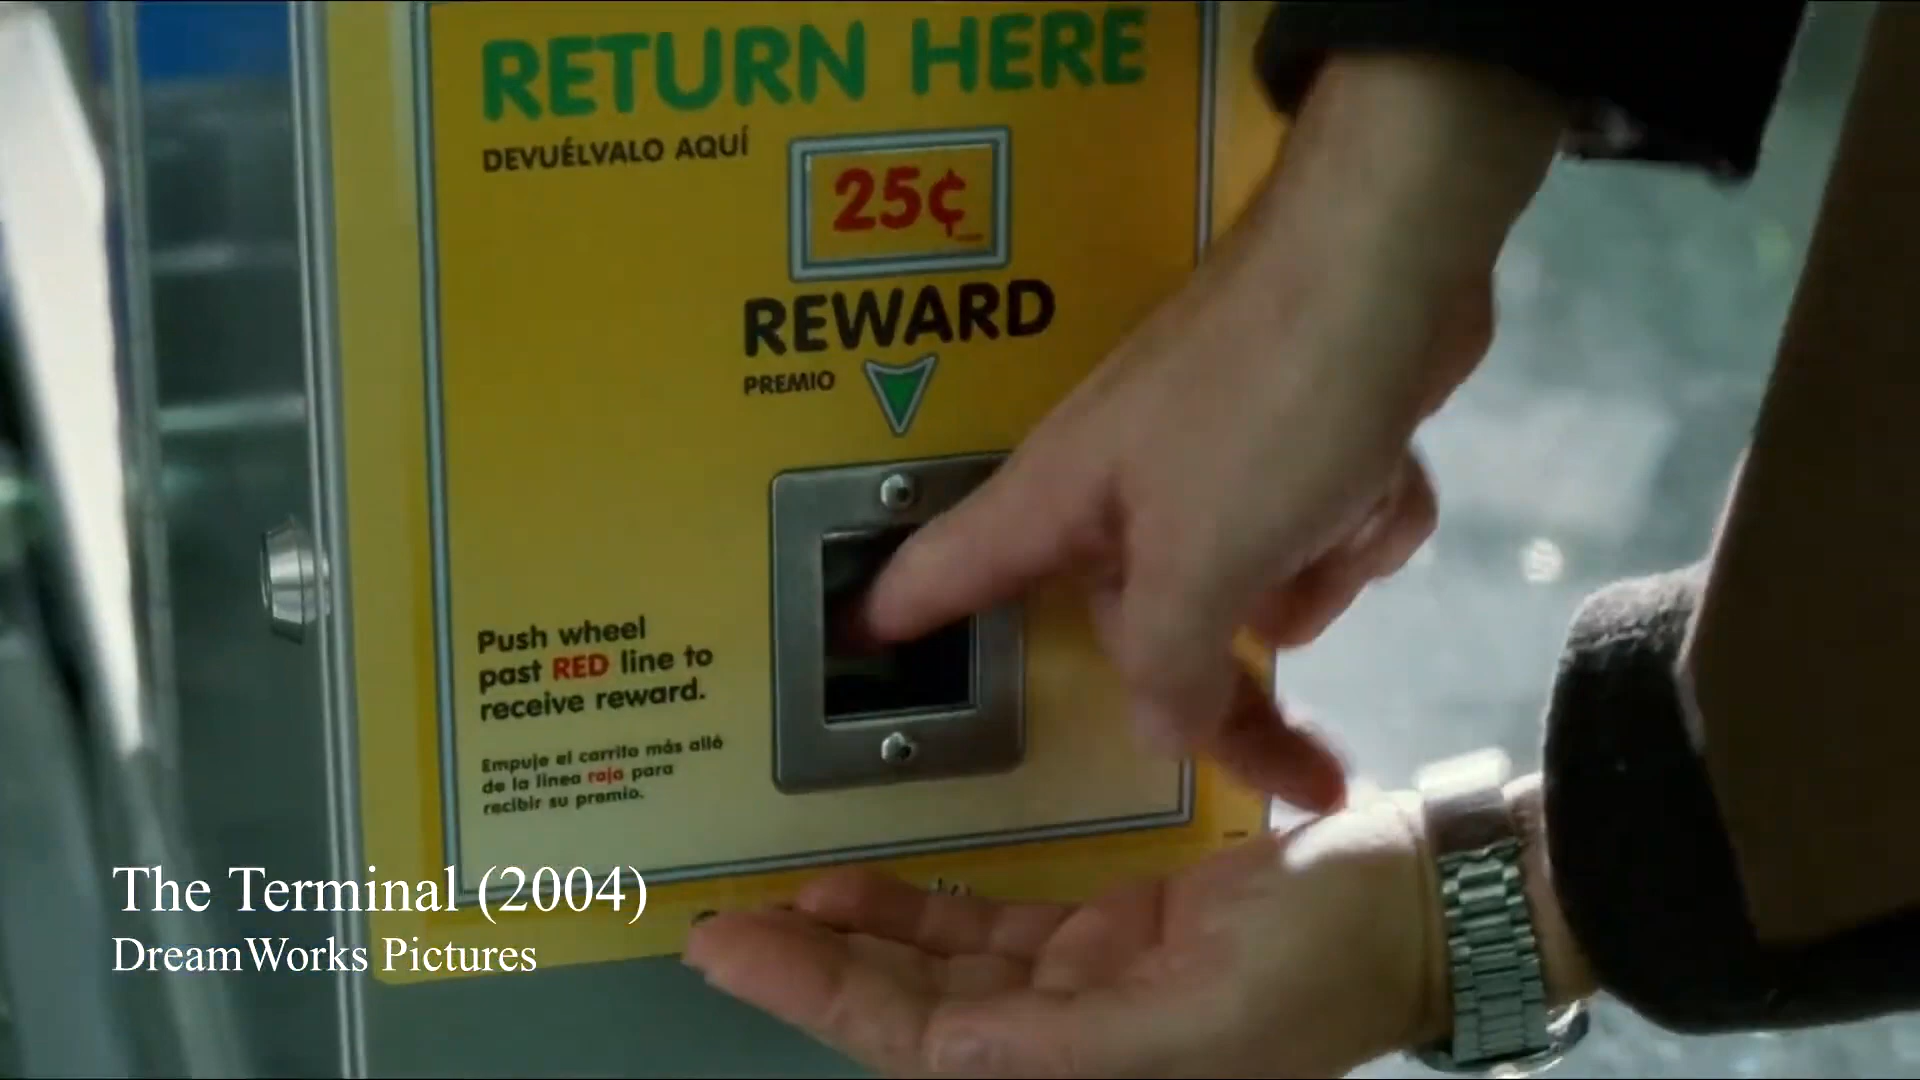 RETURN HERE
DEVUÉLVALO AQUÍ
25¢
REWARD
PREMIO
Push wheel
past RED line to
receive reward.
Empuje el carrito más allá
de la línea roja para
recibir su premio.
The Terminal (2004)
DreamWorks Pictures